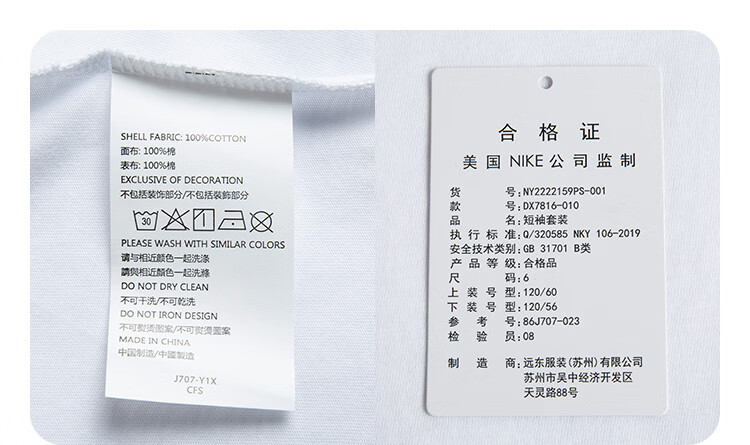 SHELL FABRIC: 100%COTTON
面布: 100%棉
表布: 100%棉
EXCLUSIVE OF DECORATION
不包括装饰部分/不包括裝飾部分
30
PLEASE WASH WITH SIMILAR COLORS
请与相近颜色一起洗涤
請與相近顏色一起洗滌
DO NOT DRY CLEAN
不可干洗/不可乾洗
DO NOT IRON DESIGN
不可熨烫图案/不可熨燙圖案
MADE IN CHINA
中国制造/中國製造
J707-Y1X
CFS
合格证
美国NIKE公司监制
货号:NY2222159PS-001
款号:DX7816-010
品名:短袖套装
执行标准:Q/320585 NKY 106-2019
安全技术类别:GB 31701 B类
产品等级:合格品
尺码:6
上装号型:120/60
下装号型:120/56
参考号:86J707-023
检验员:08
制造商:远东服装(苏州)有限公司
苏州市吴中经济开发区
天灵路88号